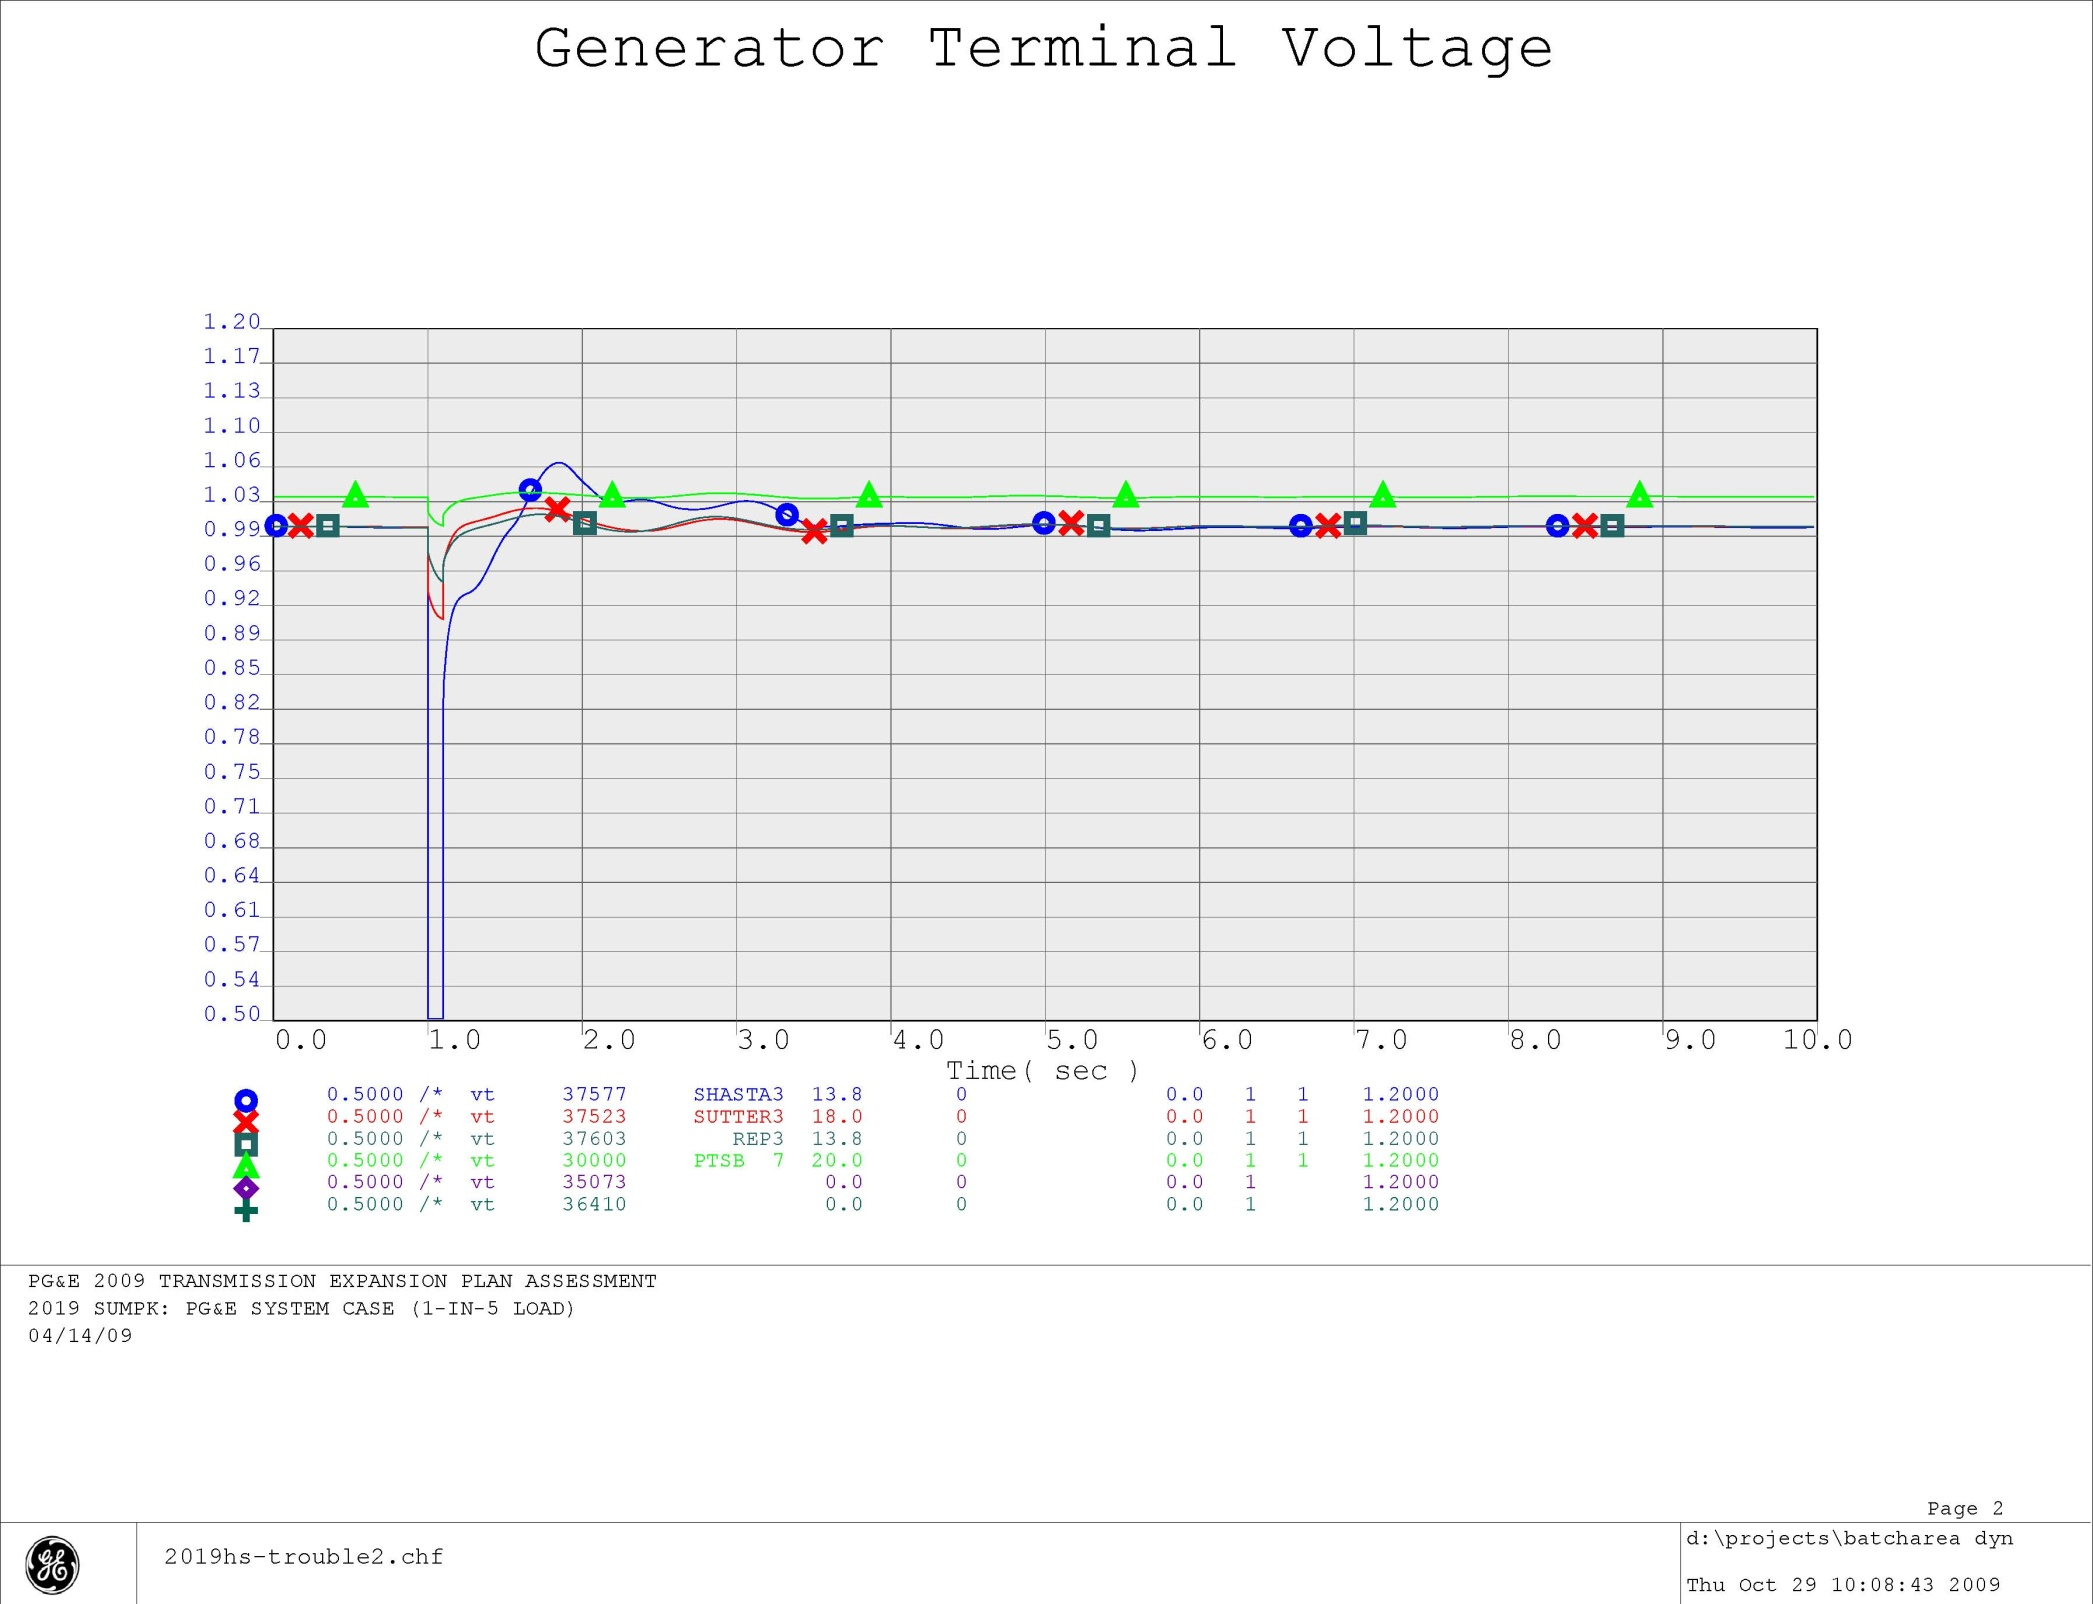 Generator Terminal Voltage
1.20
1.17
1.13
1.10
1.06
1.03
0.99
0.96
0.92
0.89
0.85
0.82
0.78
0.75
0.71
0.68
0.64
0.61
0.57
0.54
0.50
0.0 1.0 2.0 3.0 4.0 5.0 6.0 7.0 8.0 9.0 10.0
Time( sec )
0.5000 /* vt 37577 SHASTA3 13.8 0 0.0 1 1 1.2000
0.5000 /* vt 37523 SUTTER3 18.0 0 0.0 1 1 1.2000
0.5000 /* vt 37603 REP3 13.8 0 0.0 1 1 1.2000
0.5000 /* vt 30000 PTSB 7 20.0 0 0.0 1 1 1.2000
0.5000 /* vt 35073 0.0 0 0.0 1 1.2000
0.5000 /* vt 36410 0.0 0 0.0 1 1.2000
PG&E 2009 TRANSMISSION EXPANSION PLAN ASSESSMENT
2019 SUMPK: PG&E SYSTEM CASE (1-IN-5 LOAD)
04/14/09
Page 2
GE
2019hs-trouble2.chf
d:\projects\batcharea dyn
Thu Oct 29 10:08:43 2009